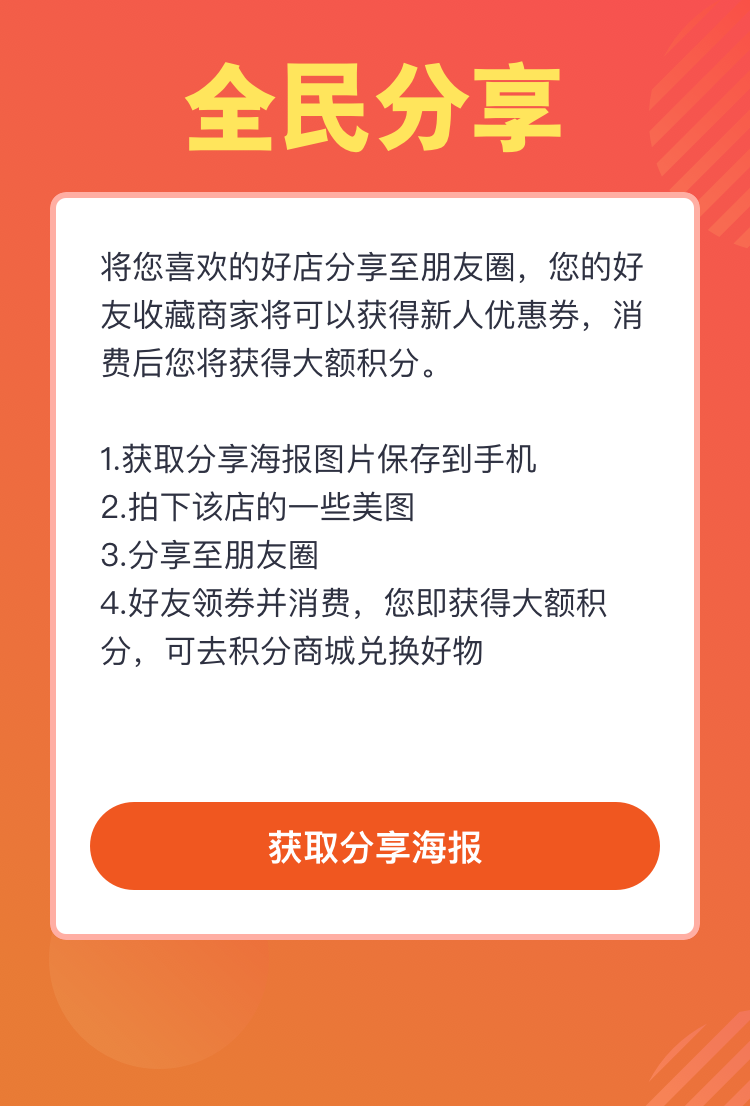 全民分享
将您喜欢的好店分享至朋友圈，您的好
友收藏商家将可以获得新人优惠券，消
费后您将获得大额积分。
1.获取分享海报图片保存到手机
2.拍下该店的一些美图
3.分享至朋友圈
4.好友领券并消费，您即获得大额积
分，可去积分商城兑换好物
获取分享海报